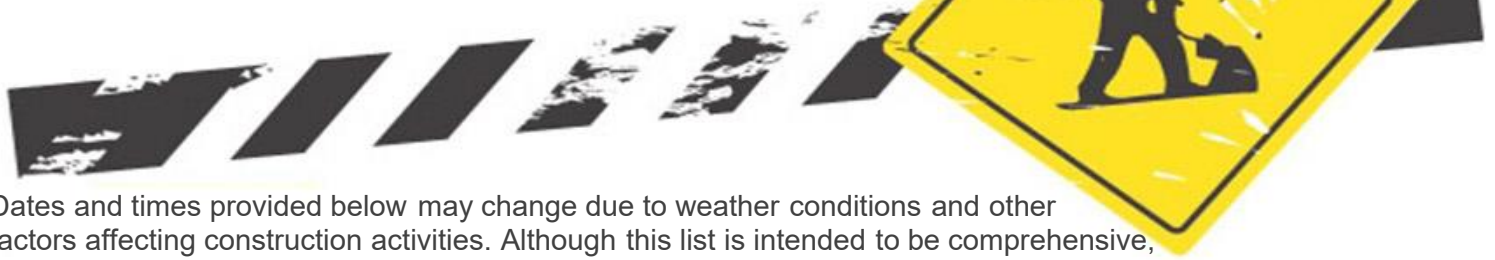 Dates and times provided below may change due to weather conditions and other
actors affecting construction activities. Although this list is intended to be comprehensive,